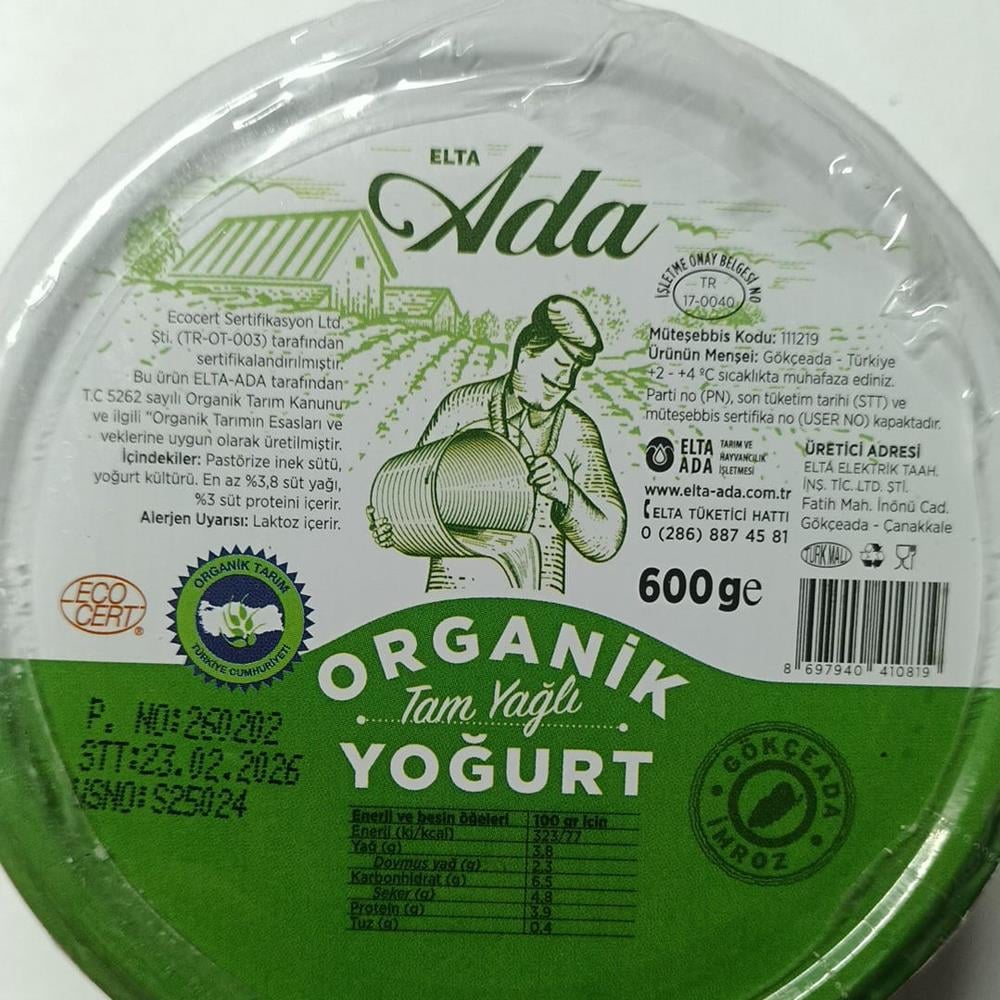 ELTA
Ada
İŞLETME ONAY BELGESİ NO
TR
17-0040
Ecocert Sertifikasyon Ltd.
Şti. (TR-OT-003) tarafından
sertifikalandırılmıştır.
Bu ürün ELTA-ADA tarafından
T.C 5262 sayılı Organik Tarım Kanunu
ve ilgili "Organik Tarımın Esasları ve
veklerine uygun olarak üretilmiştir.
İçindekiler: Pastörize inek sütü,
yoğurt kültürü. En az %3,8 süt yağı,
%3 süt proteini içerir.
Alerjen Uyarısı: Laktoz içerir.
Müteşebbis Kodu: 111219
Ürünün Menşei: Gökçeada - Türkiye
+2 - +4 ºC sıcaklıkta muhafaza ediniz.
Parti no (PN), son tüketim tarihi (STT) ve
müteşebbis sertifika no (USER NO) kapaktadır.
ELTA
ADA
TARIM VE
HAYVANCILIK
İŞLETMESİ
www.elta-ada.com.tr
ELTA TÜKETİCİ HATTI
0 (286) 887 45 81
ÜRETİCİ ADRESİ
ELTA ELEKTRİK TAAH.
İNŞ. TİC. LTD. ŞTİ.
Fatih Mah. İnönü Cad.
Gökçeada - Çanakkale
TÜRK MALI
600 g e
8 697940 410819
ECO
CERT
®
ORGANİK TARIM
TÜRKİYE CUMHURİYETİ
ORGANİK
Tam Yağlı
YOĞURT
P. NO:260202
STT:23.02.2026
USNO:S25024
GÖKÇEADA
İMROZ
Enerji ve besin öğeleri 100 gr için
Enerji (kj/kcal) 323/77
Yağ (g) 3,8
Doymuş yağ (g) 2,3
Karbonhidrat (g) 6,5
Şeker (g) 4,8
Protein (g) 3,9
Tuz (g) 0,4